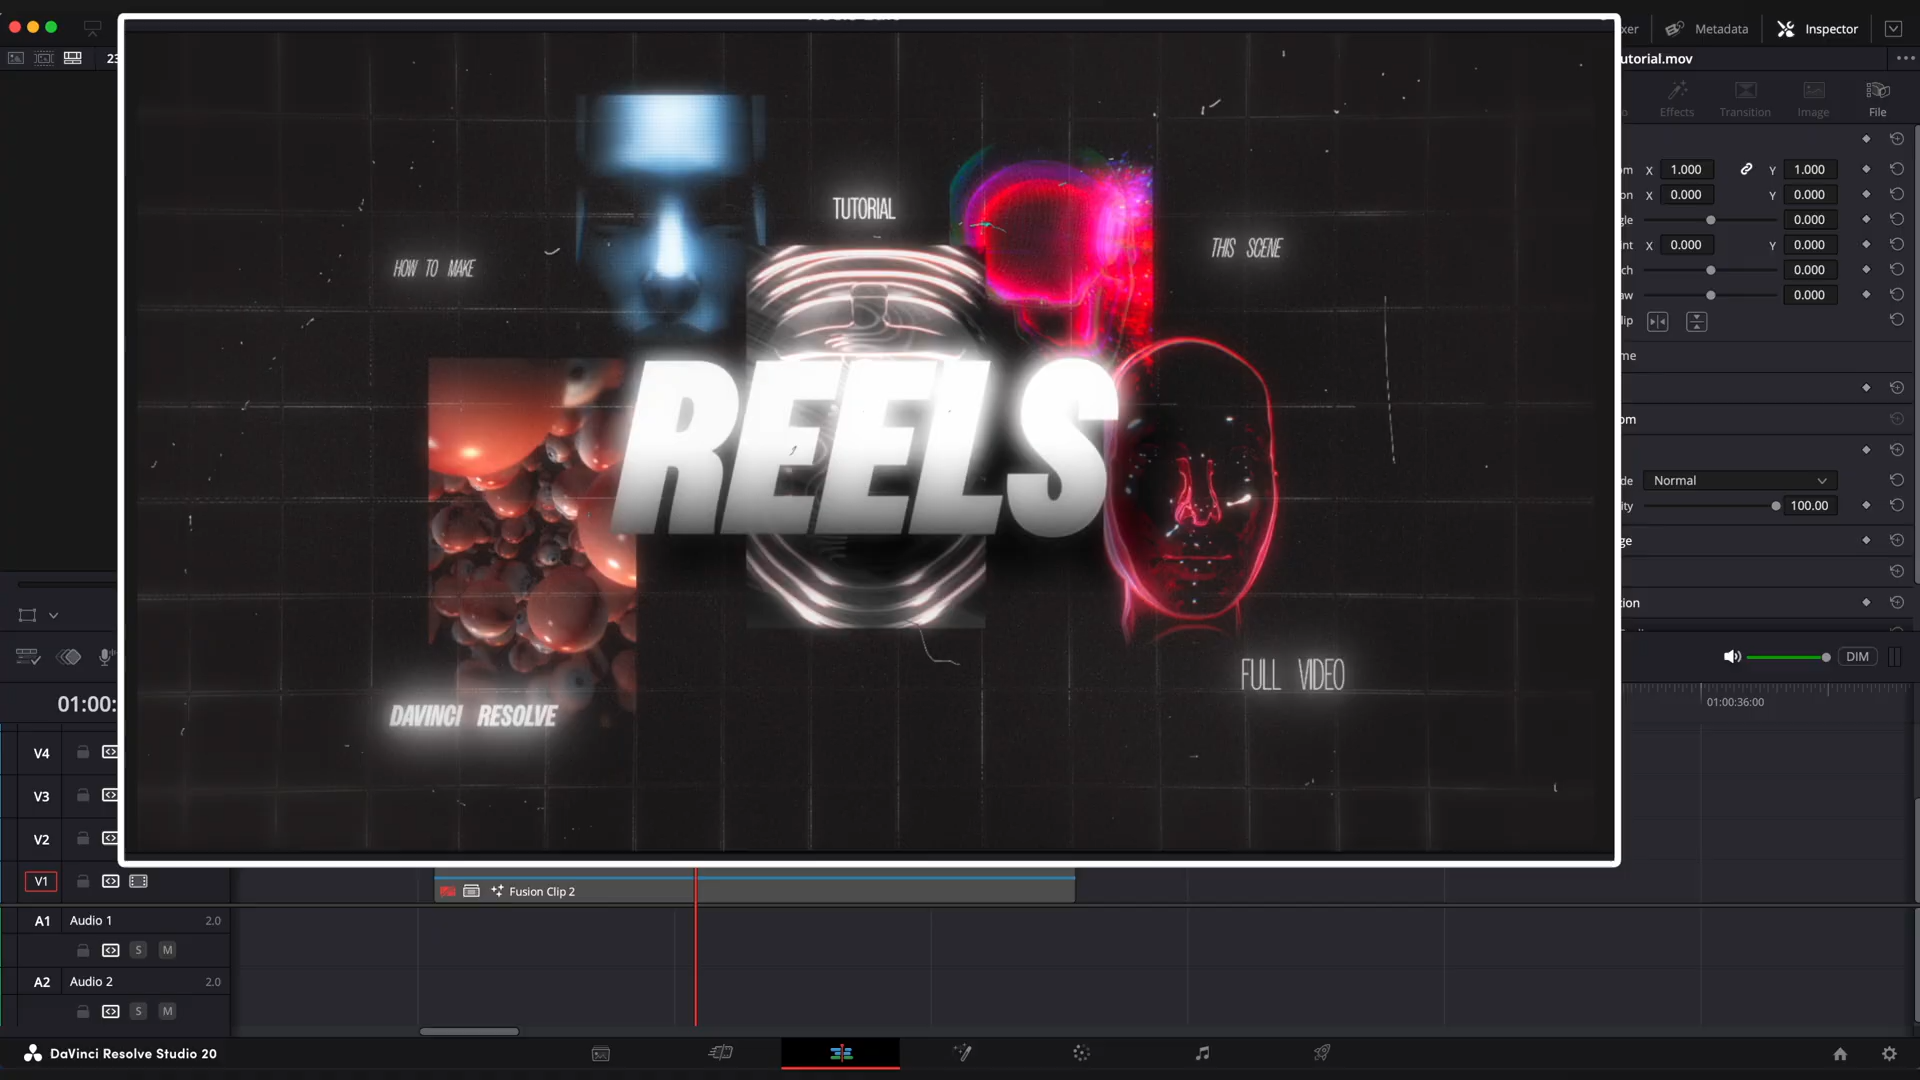 Metadata
Inspector
23
utorial.mov
Effects
Transition
Image
File
X 1.000 Y 1.000
X 0.000 Y 0.000
0.000
X 0.000 Y 0.000
0.000
0.000
Normal
100.00
TUTORIAL
HOW TO MAKE
THIS SCENE
REELS
DAVINCI RESOLVE
FULL VIDEO
DIM
01:00:
01:00:36:00
V4
V3
V2
V1
Fusion Clip 2
A1 Audio 1 2.0
S M
A2 Audio 2 2.0
S M
DaVinci Resolve Studio 20